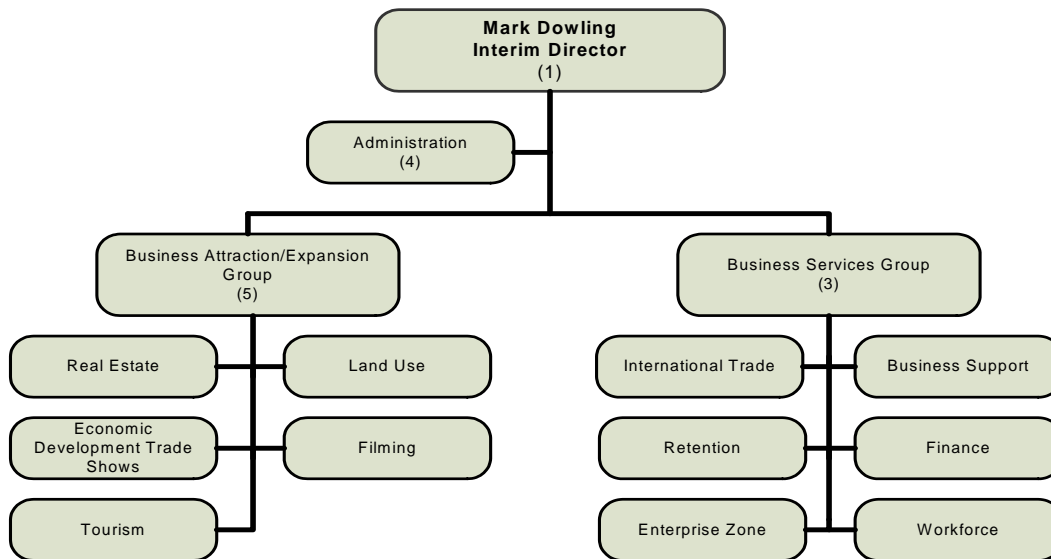 Mark Dowling
Interim Director
(1)
Administration
(4)
Business Attraction/Expansion
Group
(5)
Business Services Group
(3)
Real Estate
Land Use
International Trade
Business Support
Economic
Development Trade
Shows
Filming
Retention
Finance
Tourism
Enterprise Zone
Workforce